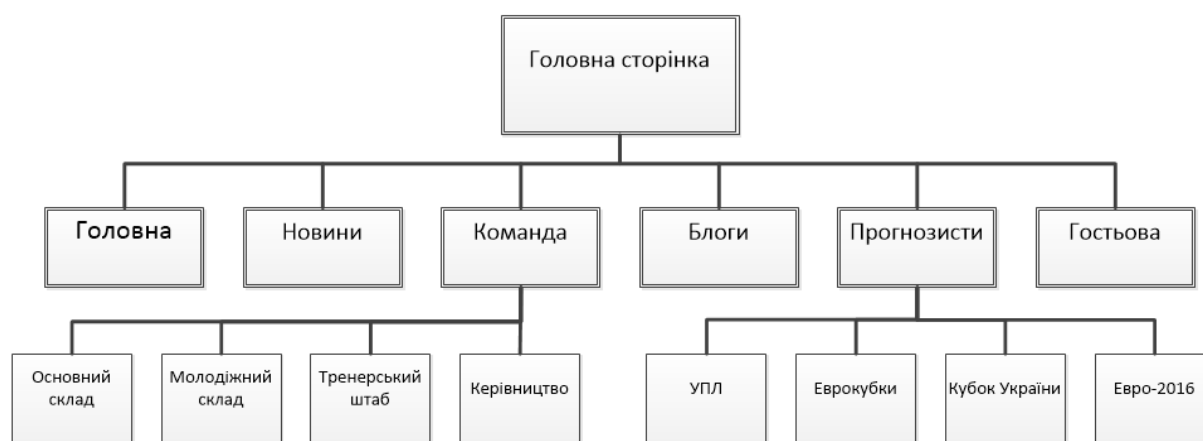 Головна сторінка
Головна
Новини
Команда
Блоги
Прогнозисти
Гостьова
Основний
склад
Молодіжний
склад
Тренерський
штаб
Керівництво
УПЛ
Еврокубки
Кубок України
Евро-2016